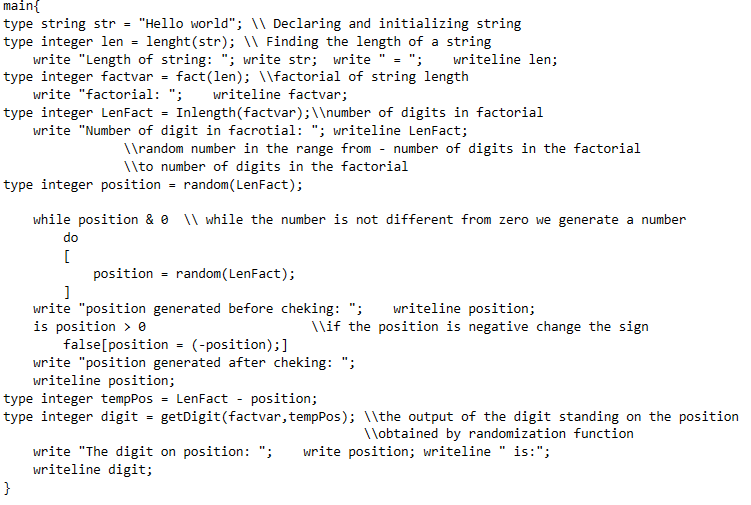 main{
type string str = "Hello world"; \\ Declaring and initializing string
type integer len = lenght(str); \\ Finding the length of a string
    write "Length of string: "; write str;  write " = ";    writeline len;
type integer factvar = fact(len); \\factorial of string length
    write "factorial: ";    writeline factvar;
type integer LenFact = Inlength(factvar);\\number of digits in factorial
    write "Number of digit in facrotial: "; writeline LenFact;
                \\random number in the range from - number of digits in the factorial
                \\to number of digits in the factorial
type integer position = random(LenFact);
    while position & 0  \\ while the number is not different from zero we generate a number
        do
        [
            position = random(LenFact);
        ]
    write "position generated before cheking: ";    writeline position;
    is position > 0                      \\if the position is negative change the sign
        false[position = (-position);]
    write "position generated after cheking: ";
    writeline position;
type integer tempPos = LenFact - position;
type integer digit = getDigit(factvar,tempPos); \\the output of the digit standing on the position
                                                \\obtained by randomization function
    write "The digit on position: ";    write position; writeline " is:";
    writeline digit;
}